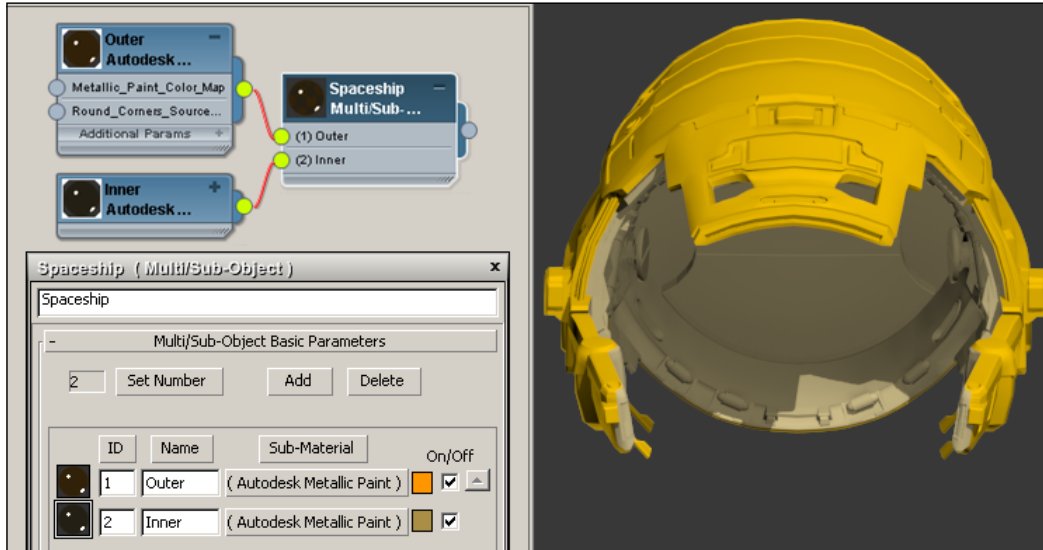 Outer
Autodesk ...
Metallic_Paint_Color_Map
Round_Corners_Source...
Additional Params +
Inner
Autodesk ...
Spaceship
Multi/Sub-...
(1) Outer
(2) Inner
Spaceship ( Multi/Sub-Object ) x
Spaceship
- Multi/Sub-Object Basic Parameters
2 Set Number Add Delete
ID Name Sub-Material On/Off
1 Outer ( Autodesk Metallic Paint )
2 Inner ( Autodesk Metallic Paint )